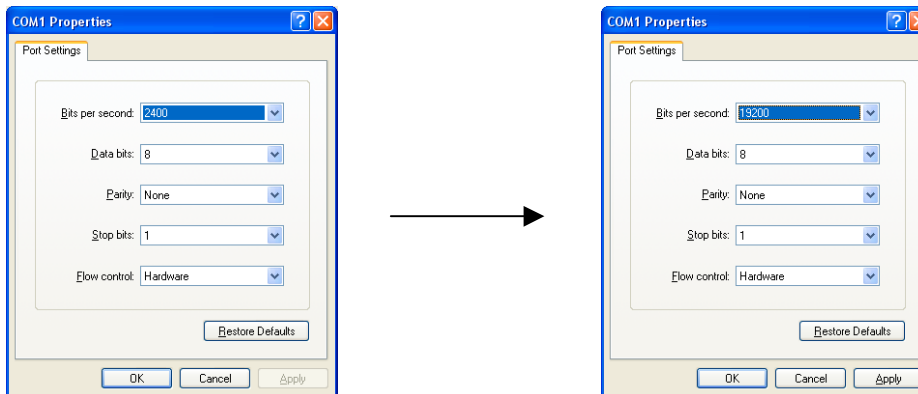 COM1 Properties
Port Settings
Bits per second: 2400
Data bits: 8
Parity: None
Stop bits: 1
Flow control: Hardware
Restore Defaults
OK Cancel Apply
COM1 Properties
Port Settings
Bits per second: 19200
Data bits: 8
Parity: None
Stop bits: 1
Flow control: Hardware
Restore Defaults
OK Cancel Apply